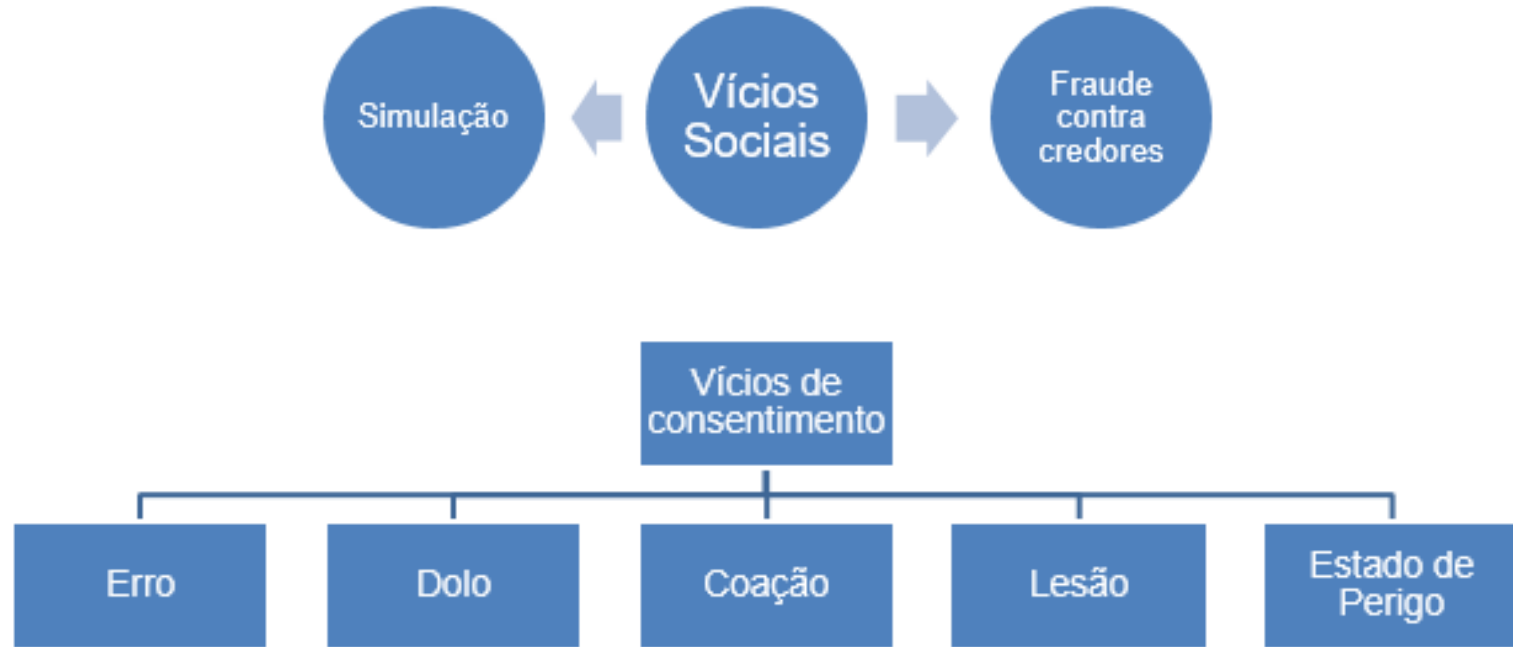 Simulação
Vícios
Sociais
Fraude
contra
credores
Vícios de
consentimento
Erro
Dolo
Coação
Lesão
Estado de
Perigo